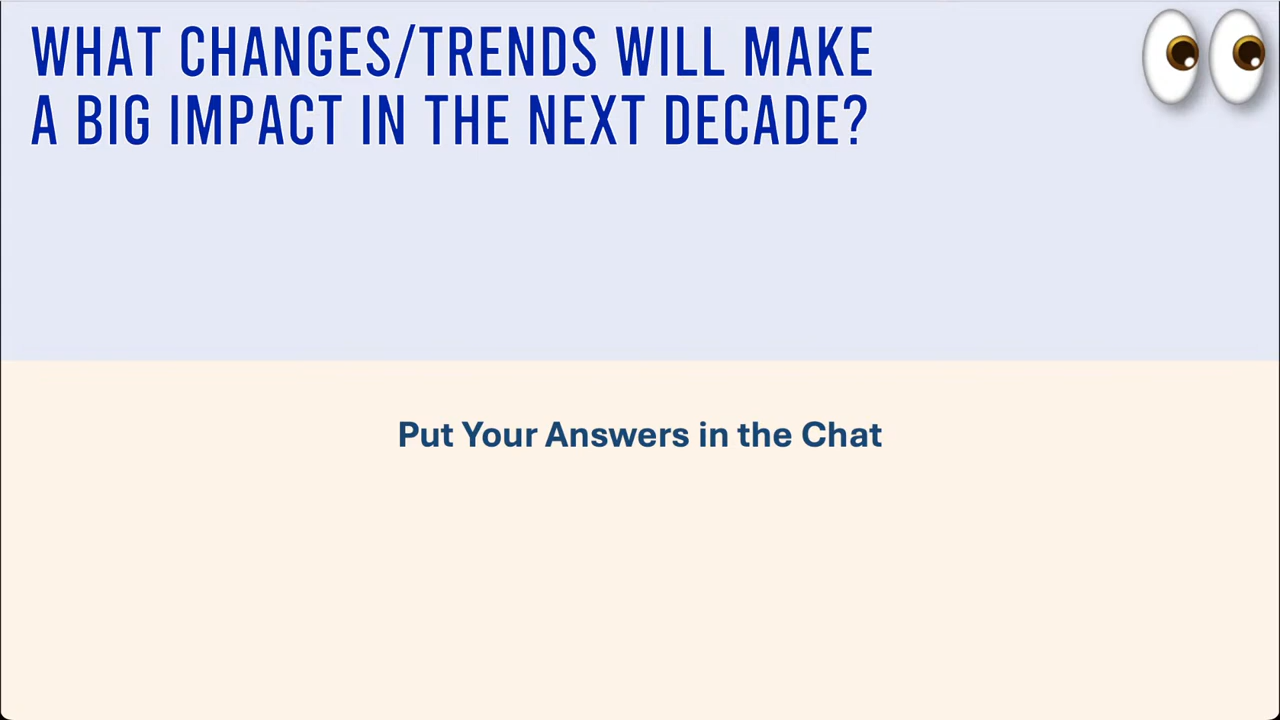 WHAT CHANGES/TRENDS WILL MAKE
A BIG IMPACT IN THE NEXT DECADE?
Put Your Answers in the Chat